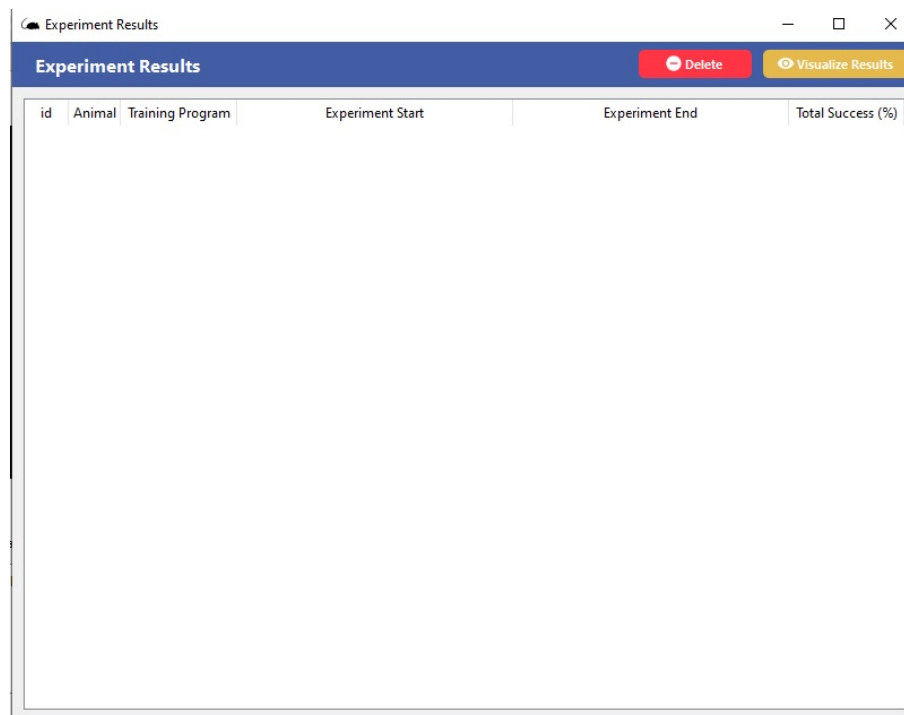 Experiment Results
Experiment Results Delete Visualize Results
id Animal Training Program Experiment Start Experiment End Total Success (%)